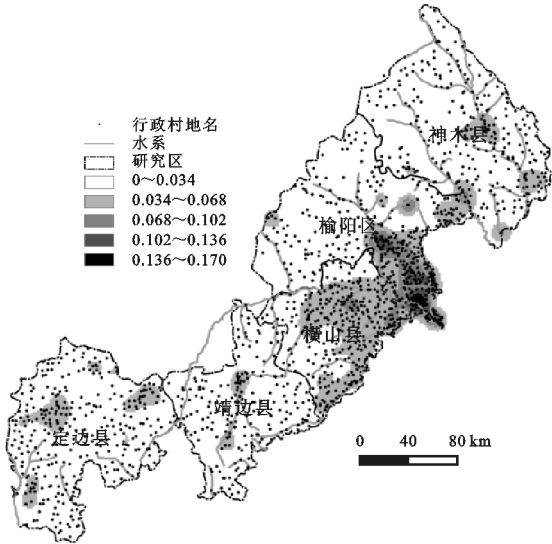 行政村地名
水系
研究区
0～0.034
0.034～0.068
0.068～0.102
0.102～0.136
0.136～0.170
神木县
榆阳区
横山县
靖边县
定边县
0 40 80 km